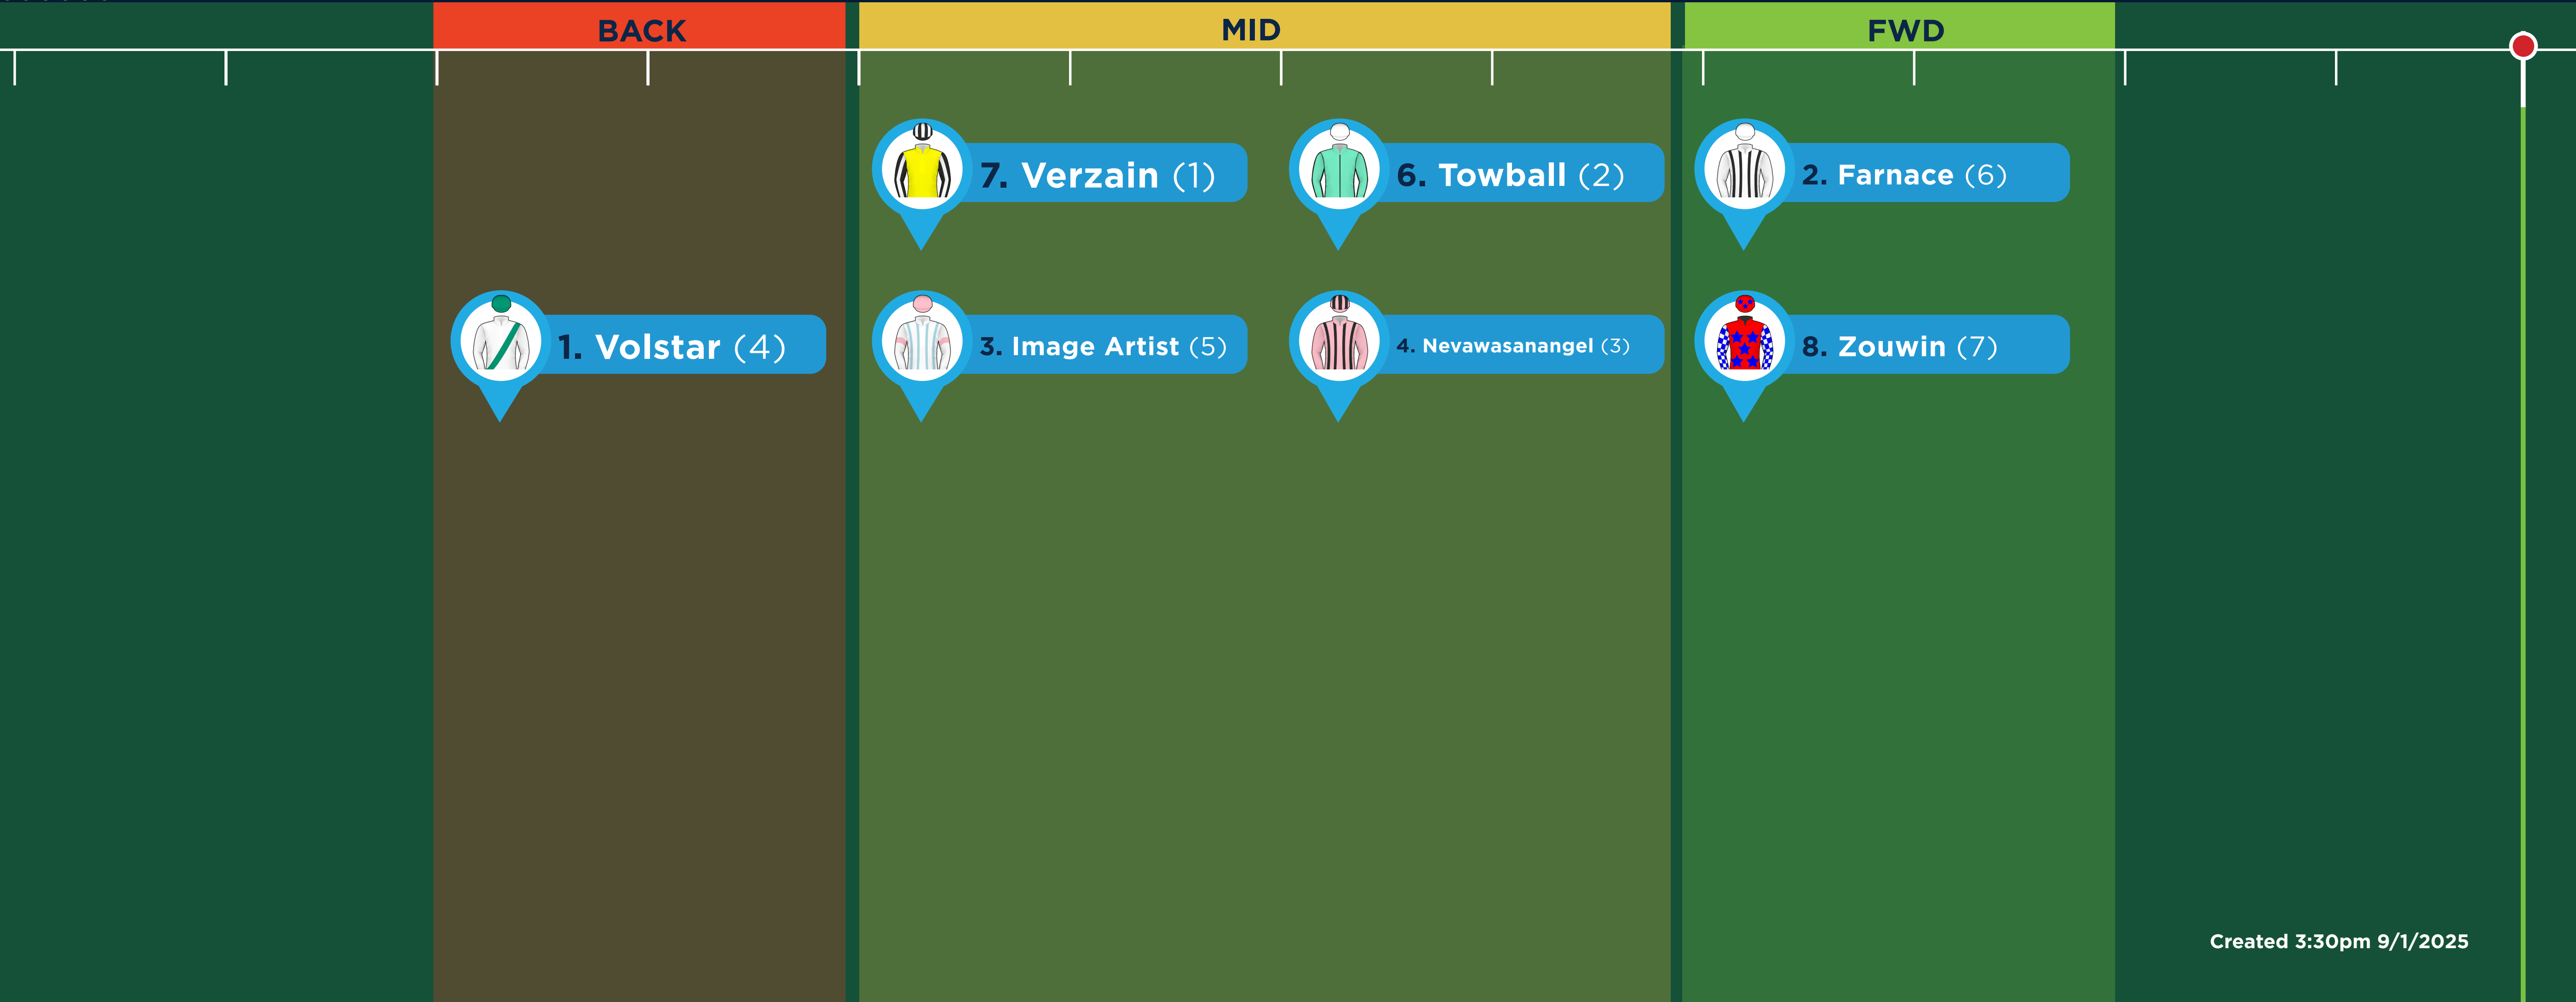 BACK
MID
FWD
7. Verzain (1)
6. Towball (2)
2. Farnace (6)
1. Volstar (4)
3. Image Artist (5)
4. Nevawasanangel (3)
8. Zouwin (7)
Created 3:30pm 9/1/2025